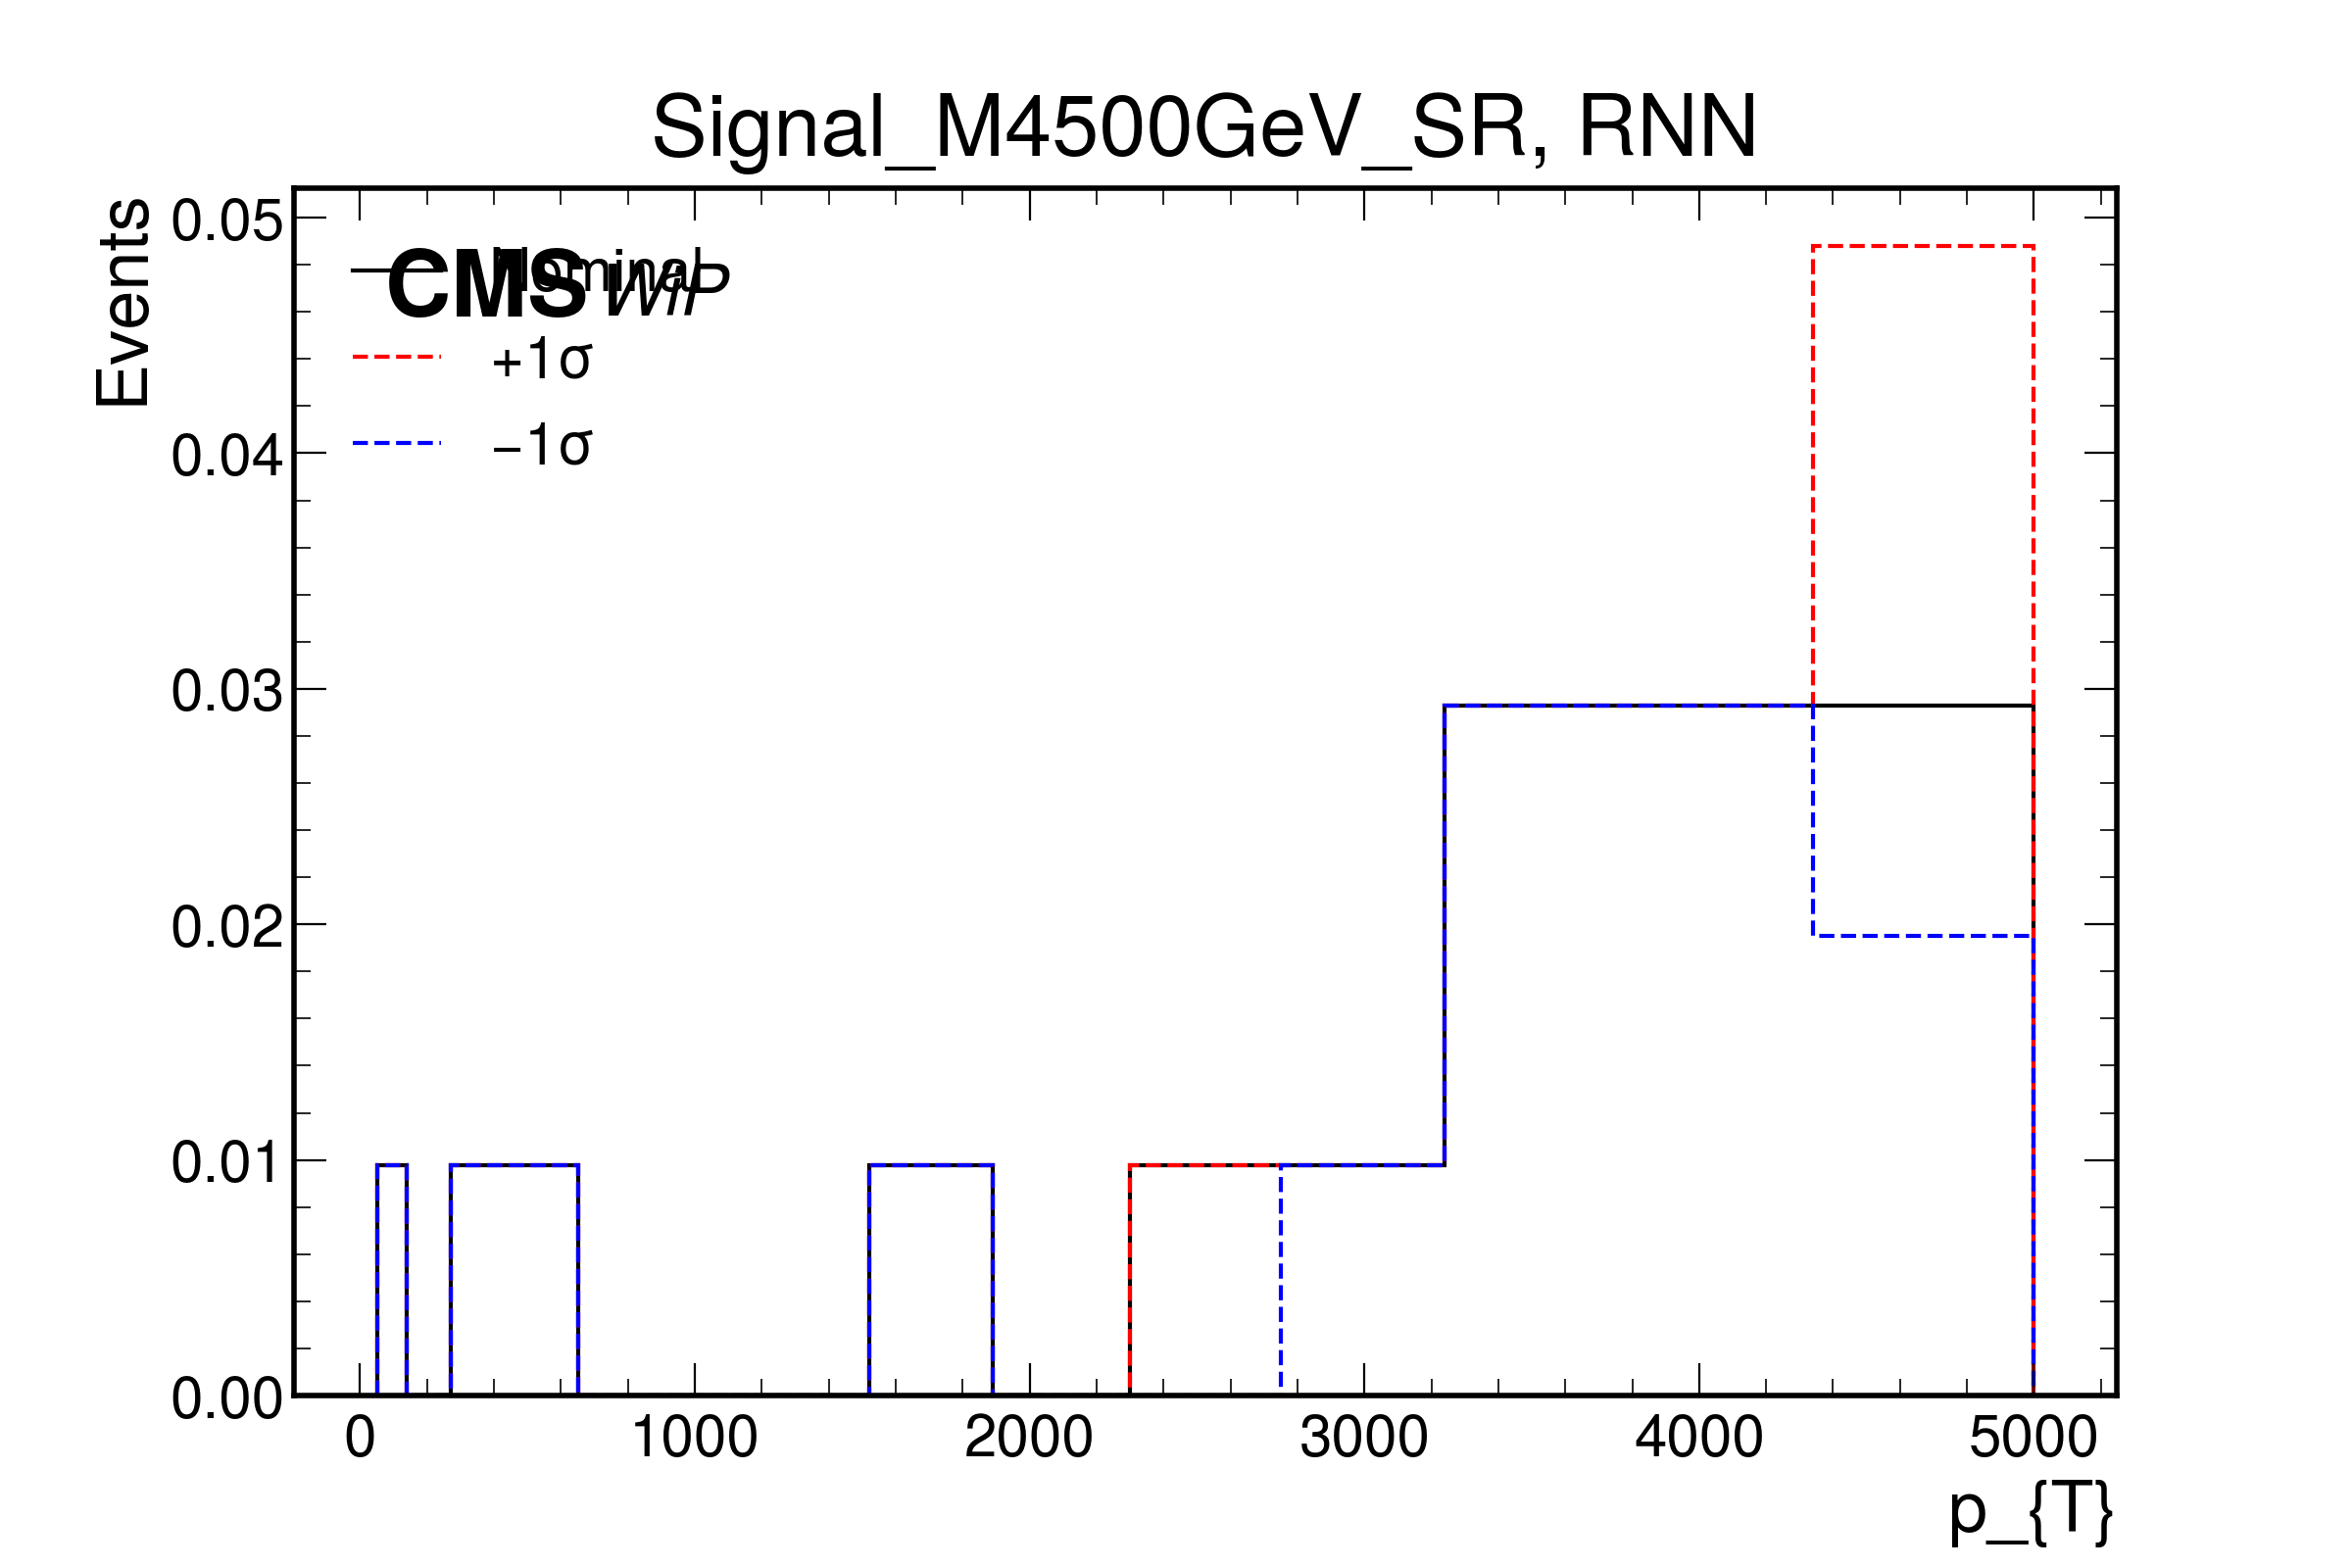 Signal_M4500GeV_SR, RNN
Events
0.05
0.04
0.03
0.02
0.01
0.00
CMS WiP
Nominal
+1σ
−1σ
0 1000 2000 3000 4000 5000
p_{T}